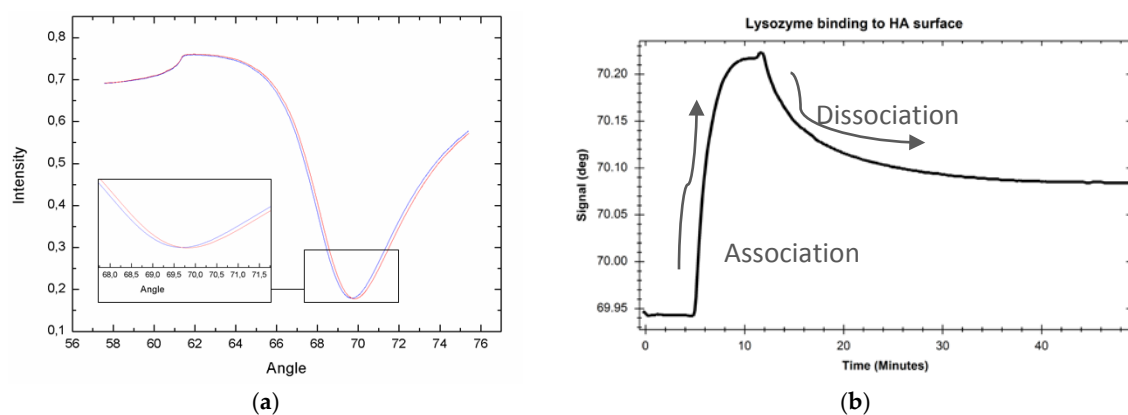 0,8
0,7
0,6
0,5
0,4
0,3
0,2
0,1
Intensity
68,0 68,5 69,0 69,5 70,0 70,5 71,0 71,5
Angle
56 58 60 62 64 66 68 70 72 74 76
Angle
(a)
Lysozyme binding to HA surface
70.20
70.15
70.10
70.05
70.00
69.95
Signal (deg)
Dissociation
Association
0 10 20 30 40
Time (Minutes)
(b)